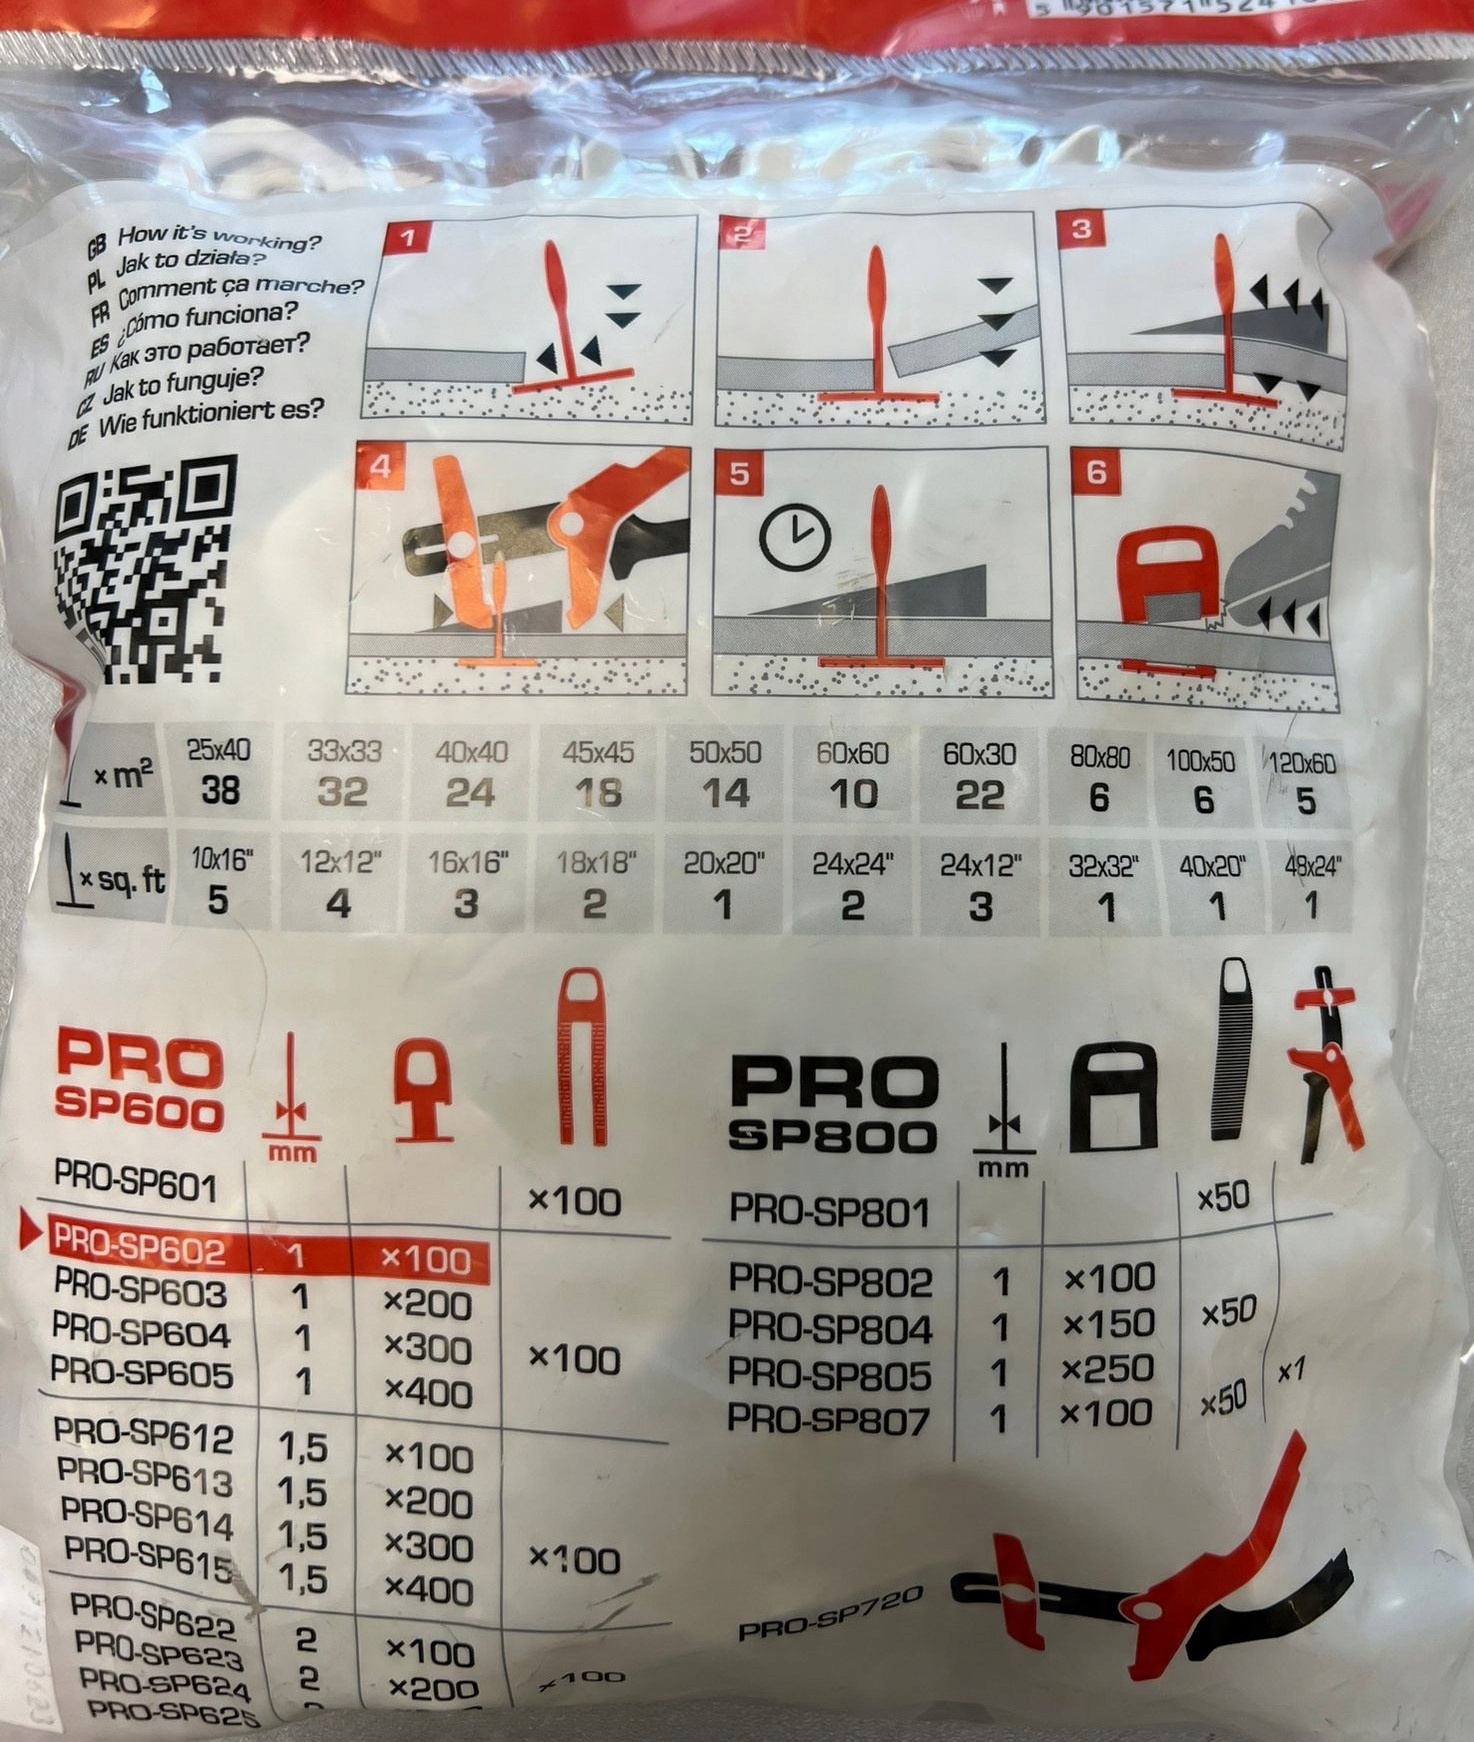 GB How it's working?
PL Jak to działa?
FR Comment ça marche?
ES ¿Cómo funciona?
RU Как это работает?
CZ Jak to funguje?
DE Wie funktioniert es?
1
2
3
4
5
6
× m² 25x40 33x33 40x40 45x45 50x50 60x60 60x30 80x80 100x50 120x60
38 32 24 18 14 10 22 6 6 5
× sq. ft 10x16" 12x12" 16x16" 18x18" 20x20" 24x24" 24x12" 32x32" 40x20" 48x24"
5 4 3 2 1 2 3 1 1 1
PRO
SP600
mm
PRO-SP601 ×100
PRO-SP602 1 ×100
PRO-SP603 1 ×200
PRO-SP604 1 ×300
×100
PRO-SP605 1 ×400
PRO-SP612 1,5 ×100
PRO-SP613 1,5 ×200
PRO-SP614 1,5 ×300
×100
PRO-SP615 1,5 ×400
PRO-SP622 2 ×100
PRO-SP623 2 ×200
×100
PRO-SP624
PRO-SP625
PRO
SP800
mm
PRO-SP801 ×50
PRO-SP802 1 ×100
×50
PRO-SP804 1 ×150
PRO-SP805 1 ×250
×1
PRO-SP807 1 ×100 ×50
PRO-SP720